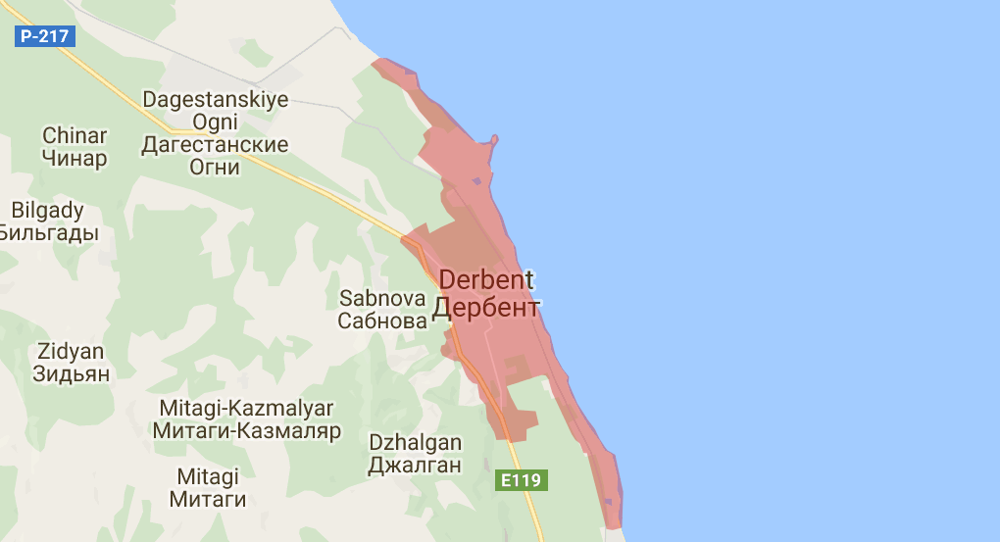 P-217
Dagestanskiye
Ogni
Дагестанские
Огни
Chinar
Чинар
Bilgady
Бильгады
Derbent
Дербент
Sabnova
Сабнова
Zidyan
Зидьян
Mitagi-Kazmalyar
Митаги-Казмаляр
Dzhalgan
Джалган
Mitagi
Митаги
E119